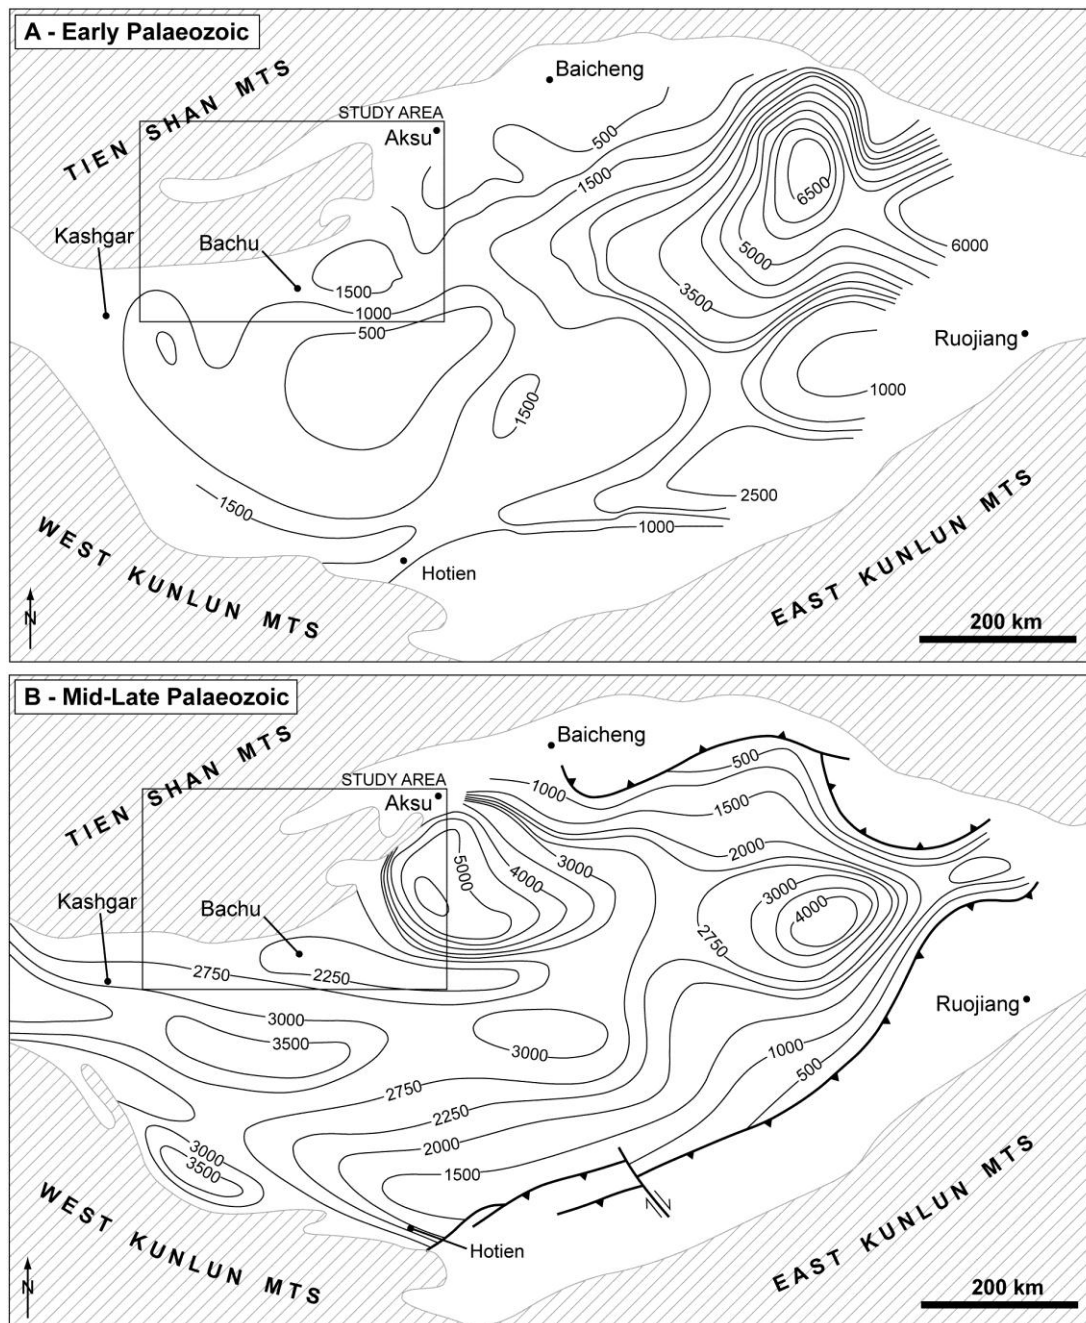 A - Early Palaeozoic
TIEN SHAN MTS
Baicheng
STUDY AREA
Aksu
500
1500
6500
5000
6000
3500
Kashgar
Bachu
1500
1000
500
Ruojiang
1000
1500
2500
1000
1500
Hotien
WEST KUNLUN MTS
EAST KUNLUN MTS
N
200 km
B - Mid-Late Palaeozoic
TIEN SHAN MTS
Baicheng
STUDY AREA
Aksu
1000
500
1500
2000
3000
4000
5000
3000
4000
2750
Kashgar
Bachu
2750
2250
Ruojiang
3000
3500
3000
1000
500
2750
2250
2000
1500
3000
3500
Hotien
WEST KUNLUN MTS
EAST KUNLUN MTS
N
200 km